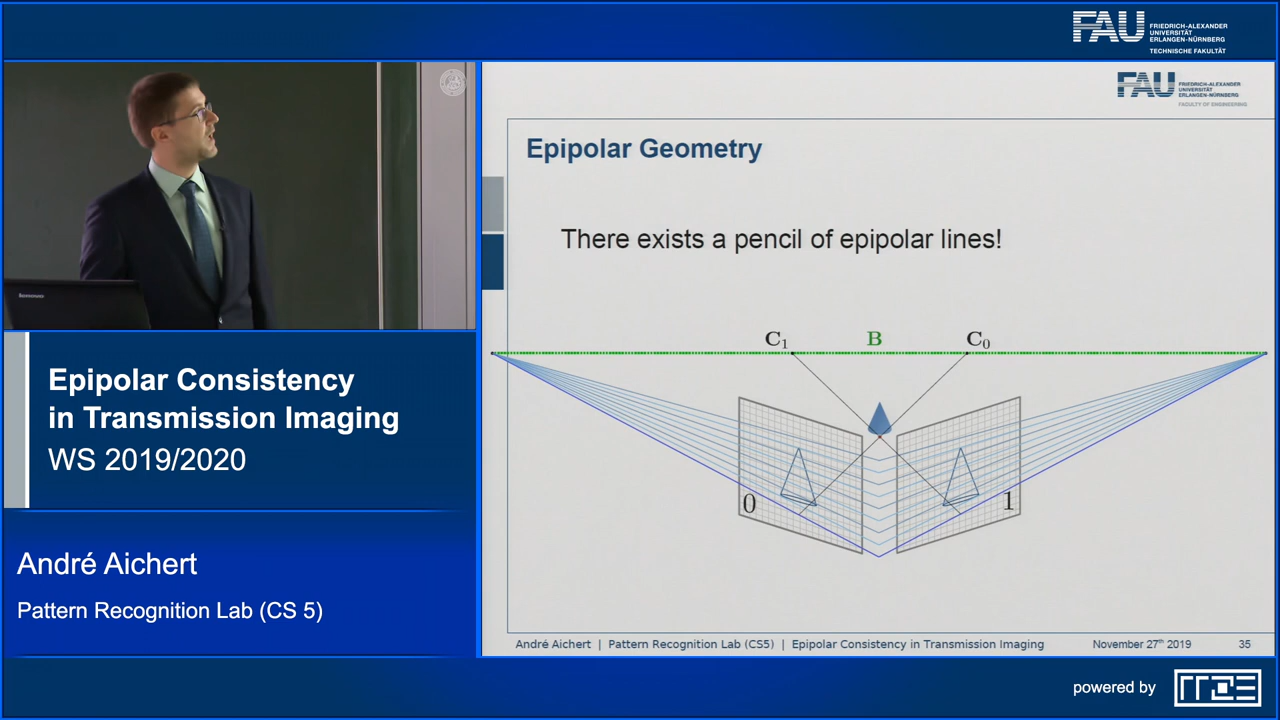 FAU
FRIEDRICH-ALEXANDER
UNIVERSITÄT
ERLANGEN-NÜRNBERG
TECHNISCHE FAKULTÄT
FAU
FRIEDRICH-ALEXANDER
UNIVERSITÄT
ERLANGEN-NÜRNBERG
FACULTY OF ENGINEERING
Epipolar Geometry
There exists a pencil of epipolar lines!
C₁ B C₀
0 1
lenovo
Epipolar Consistency
in Transmission Imaging
WS 2019/2020
André Aichert
Pattern Recognition Lab (CS 5)
André Aichert | Pattern Recognition Lab (CS5) | Epipolar Consistency in Transmission Imaging November 27th 2019 35
powered by